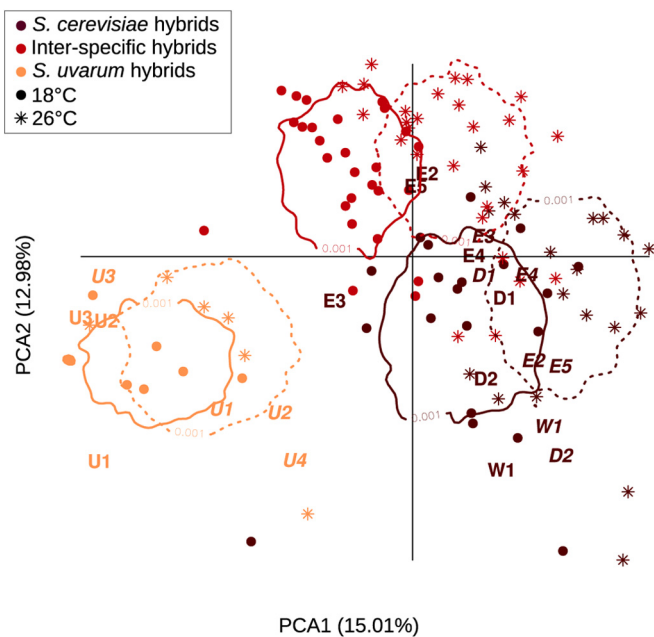 S. cerevisiae hybrids
Inter-specific hybrids
S. uvarum hybrids
18°C
26°C
E2
E5
0.001
0.001
0.001
E3
E4
U3
D1
E4
D1
E3
0.001
U3
U2
E2
E5
D2
U1
U2
0.001
0.001
W1
U1
U4
W1
D2
PCA2 (12.98%)
PCA1 (15.01%)